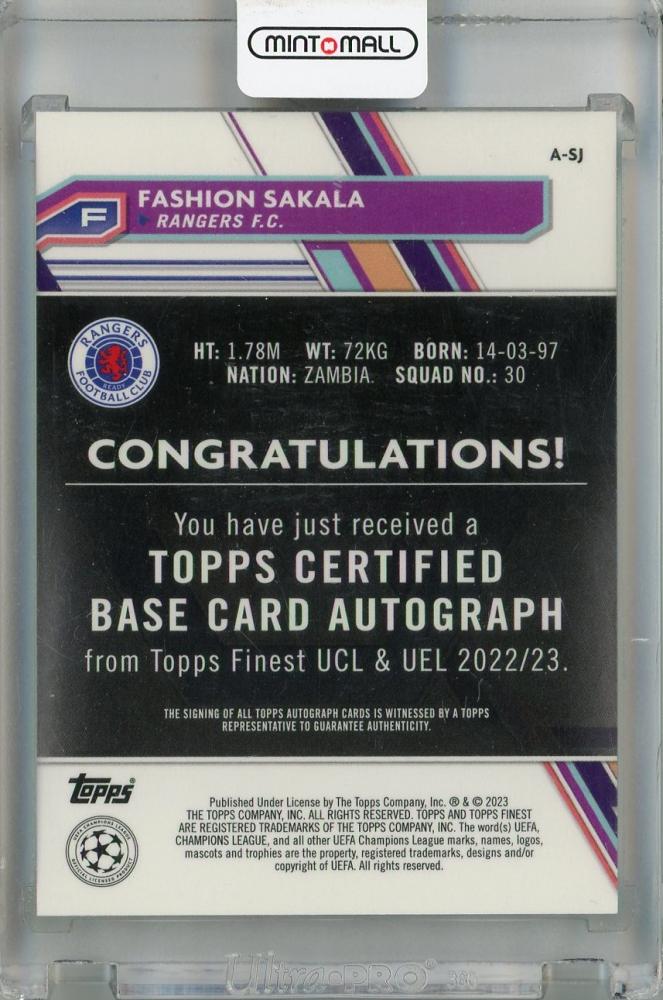 MINT MALL
A-SJ
F
FASHION SAKALA
RANGERS F.C.
RANGERS
READY
FOOTBALL CLUB
HT: 1.78M WT: 72KG BORN: 14-03-97
NATION: ZAMBIA. SQUAD NO.: 30
CONGRATULATIONS!
You have just received a
TOPPS CERTIFIED
BASE CARD AUTOGRAPH
from Topps Finest UCL & UEL 2022/23.
THE SIGNING OF ALL TOPPS AUTOGRAPH CARDS IS WITNESSED BY A TOPPS
REPRESENTATIVE TO GUARANTEE AUTHENTICITY.
topps®
UEFA CHAMPIONS LEAGUE
OFFICIAL LICENSED PRODUCT
Published Under License by The Topps Company, Inc. ® & © 2023
THE TOPPS COMPANY, INC. ALL RIGHTS RESERVED. TOPPS AND TOPPS FINEST
ARE REGISTERED TRADEMARKS OF THE TOPPS COMPANY, INC. The word(s) UEFA,
CHAMPIONS LEAGUE, and all other UEFA Champions League marks, names, logos,
mascots and trophies are the property, registered trademarks, designs and/or
copyright of UEFA. All rights reserved.
Ultra·PRO®